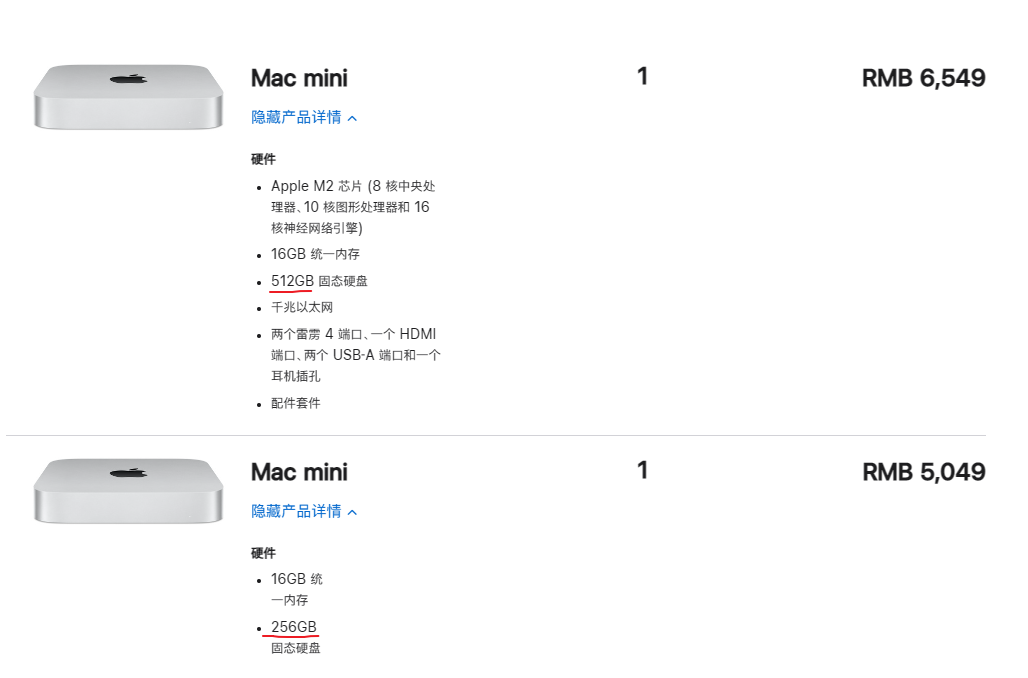 Mac mini 1 RMB 6,549
隐藏产品详情
硬件
Apple M2 芯片 (8 核中央处
理器、10 核图形处理器和 16
核神经网络引擎)
16GB 统一内存
512GB 固态硬盘
千兆以太网
两个雷雳 4 端口、一个 HDMI
端口、两个 USB-A 端口和一个
耳机插孔
配件套件
Mac mini 1 RMB 5,049
隐藏产品详情
硬件
16GB 统
一内存
256GB
固态硬盘